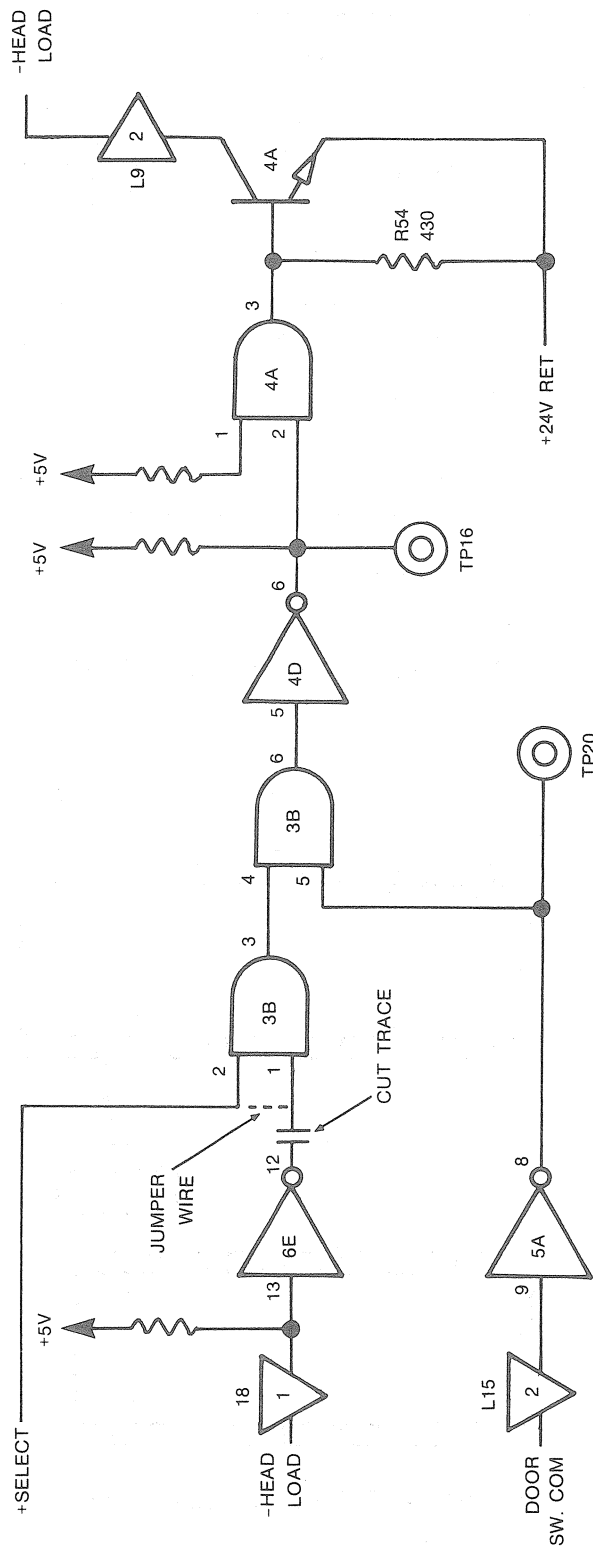 +SELECT
-HEAD
LOAD
18
1
+5V
13
6E
12
JUMPER
WIRE
CUT TRACE
2
1
3B
3
DOOR
SW. COM
L15
2
9
5A
8
4
5
3B
6
TP20
5
4D
6
+5V
TP16
+5V
1
2
4A
3
R54
430
+24V RET
4A
L9
2
-HEAD
LOAD